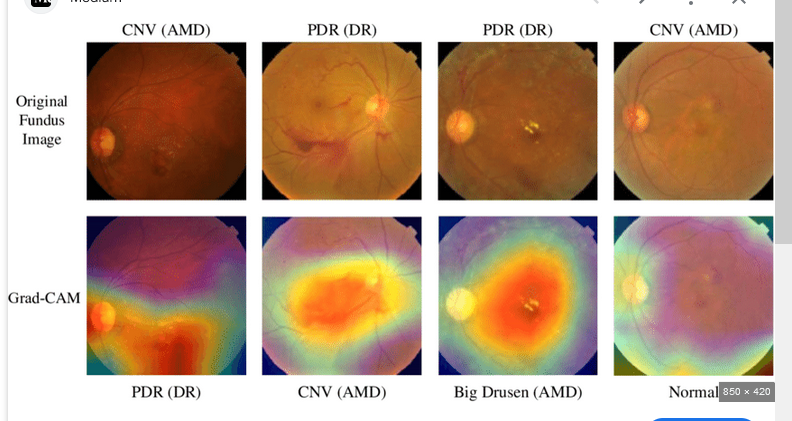 Medium
CNV (AMD) PDR (DR) PDR (DR) CNV (AMD)
Original
Fundus
Image
Grad-CAM
PDR (DR) CNV (AMD) Big Drusen (AMD) Normal
850 × 420